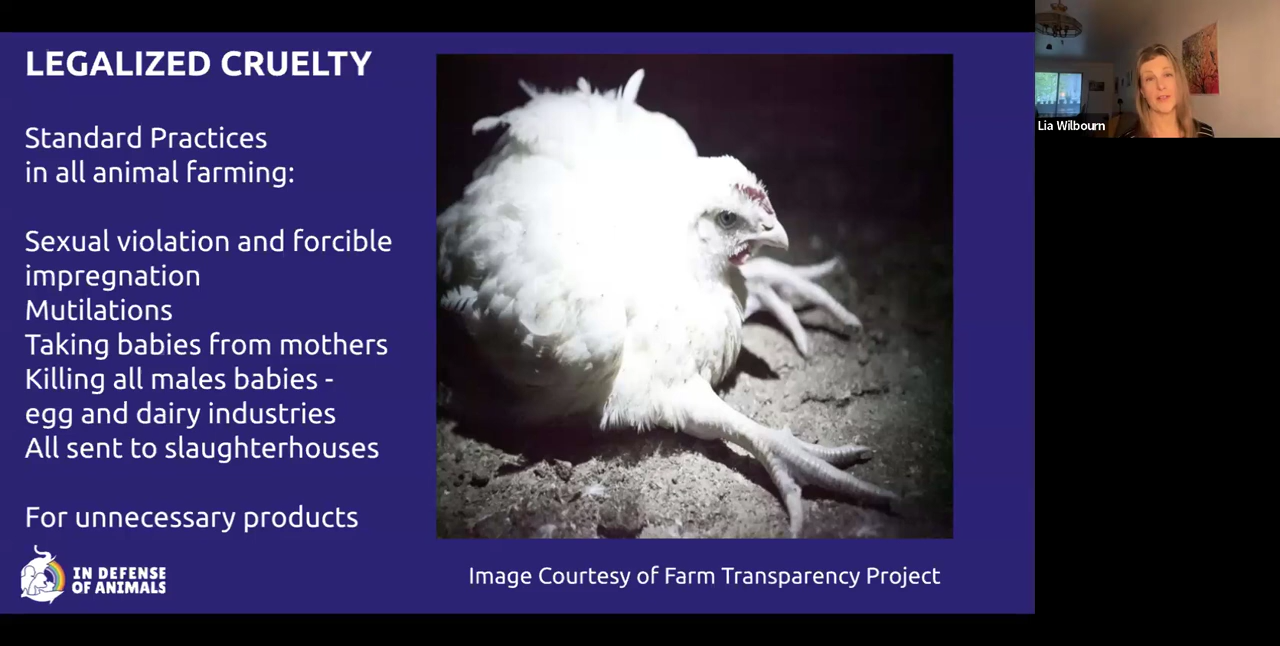 LEGALIZED CRUELTY
Standard Practices
in all animal farming:
Sexual violation and forcible
impregnation
Mutilations
Taking babies from mothers
Killing all males babies -
egg and dairy industries
All sent to slaughterhouses
For unnecessary products
IN DEFENSE
OF ANIMALS
Image Courtesy of Farm Transparency Project
Lia Wilbourn